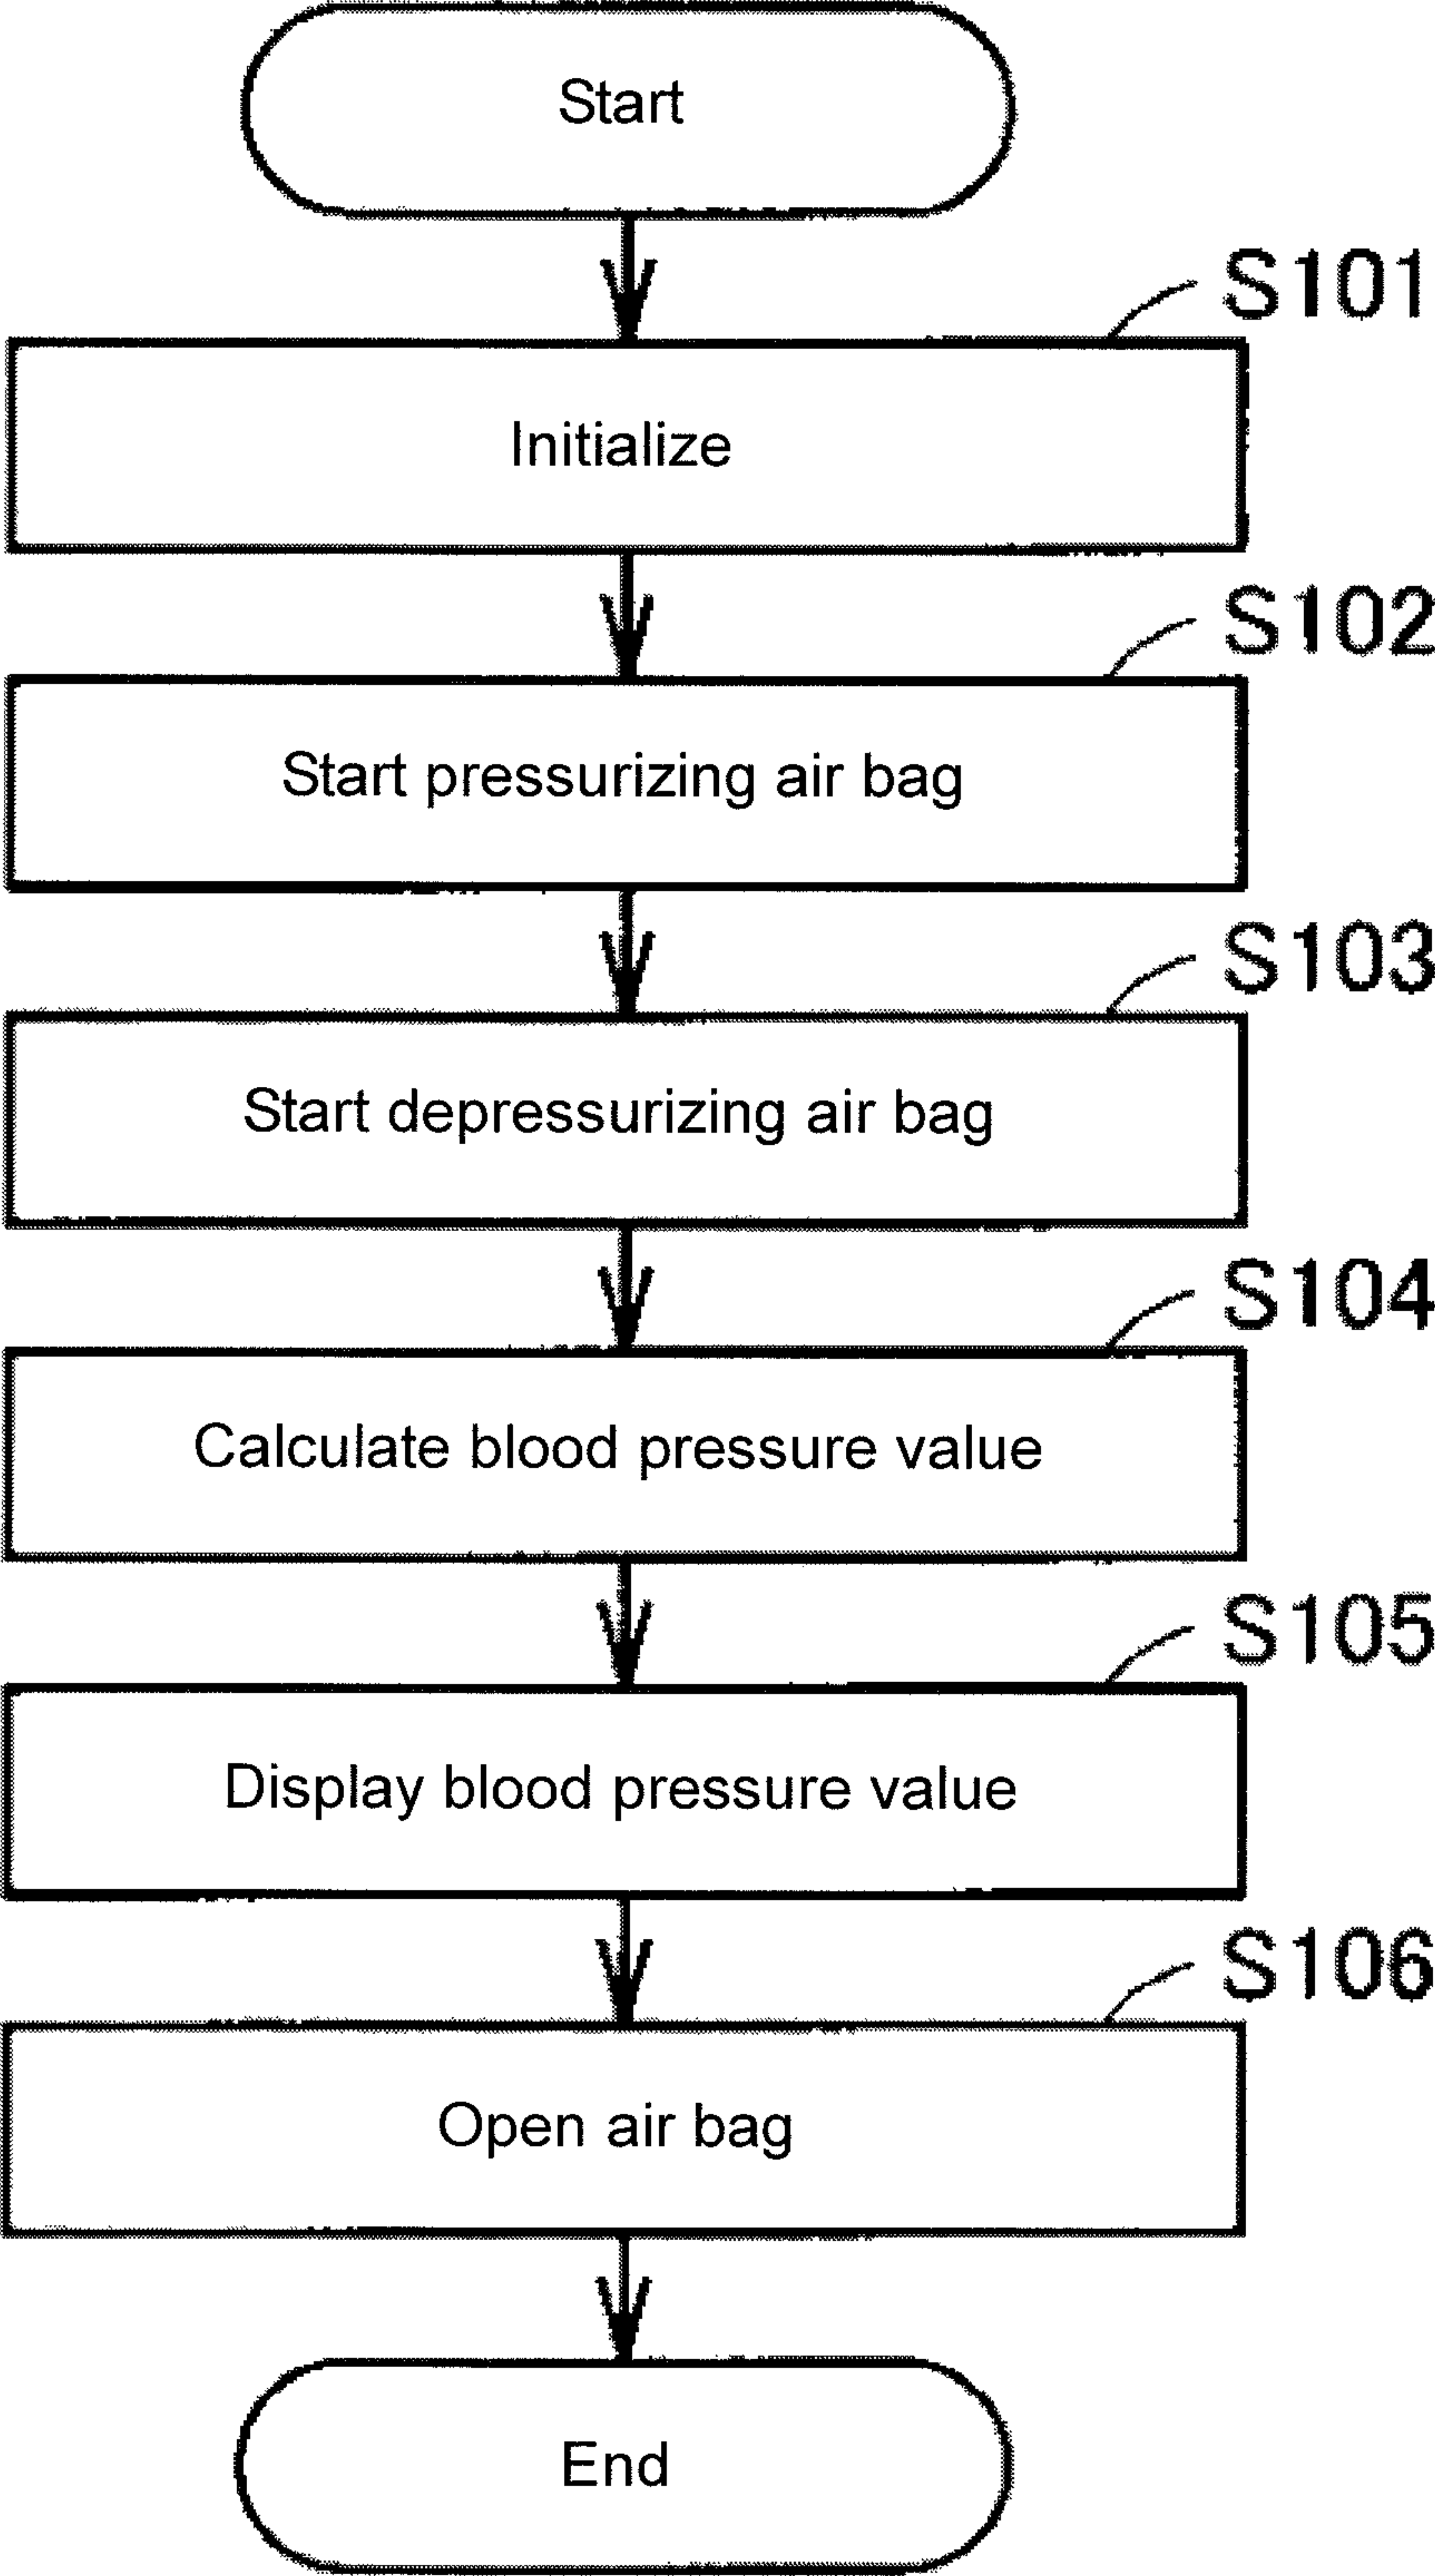 Start
S101
Initialize
S102
Start pressurizing air bag
S103
Start depressurizing air bag
S104
Calculate blood pressure value
S105
Display blood pressure value
S106
Open air bag
End